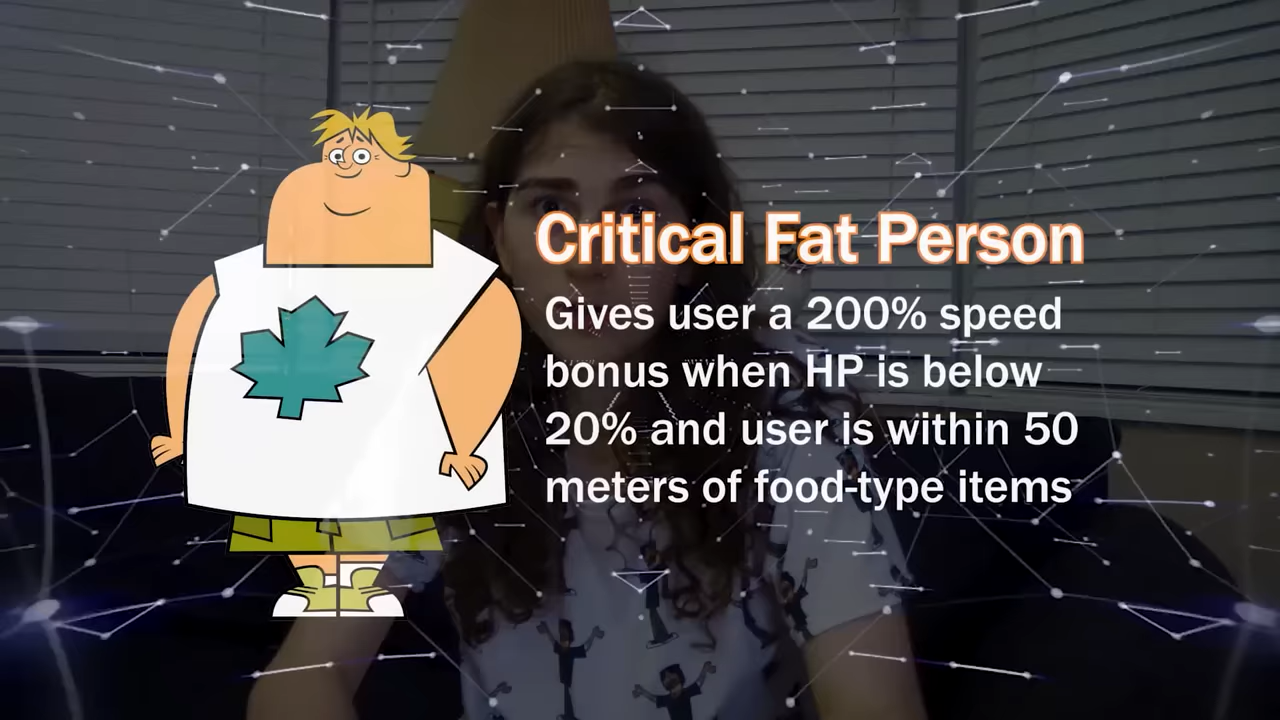 Critical Fat Person
Gives user a 200% speed
bonus when HP is below
20% and user is within 50
meters of food-type items